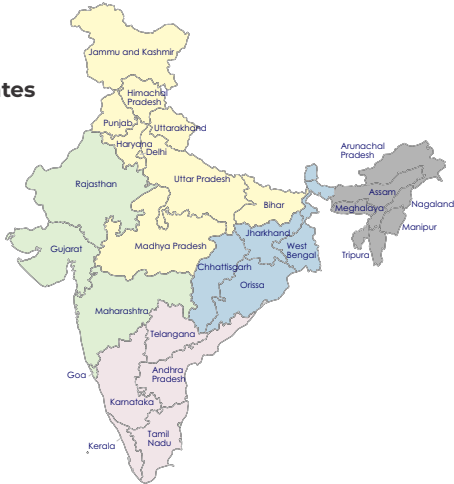 Jammu and Kashmir
tes
Himachal
Pradesh
Punjab
Uttarakhand
Haryana
Delhi
Arunachal
Pradesh
Rajasthan
Uttar Pradesh
Assam
Bihar
Meghalaya
Nagaland
Manipur
Jharkhand
Gujarat
Madhya Pradesh
West
Bengal
Tripura
Chhattisgarh
Orissa
Maharashtra
Telangana
Goa
Andhra
Pradesh
Karnataka
Tamil
Nadu
Kerala